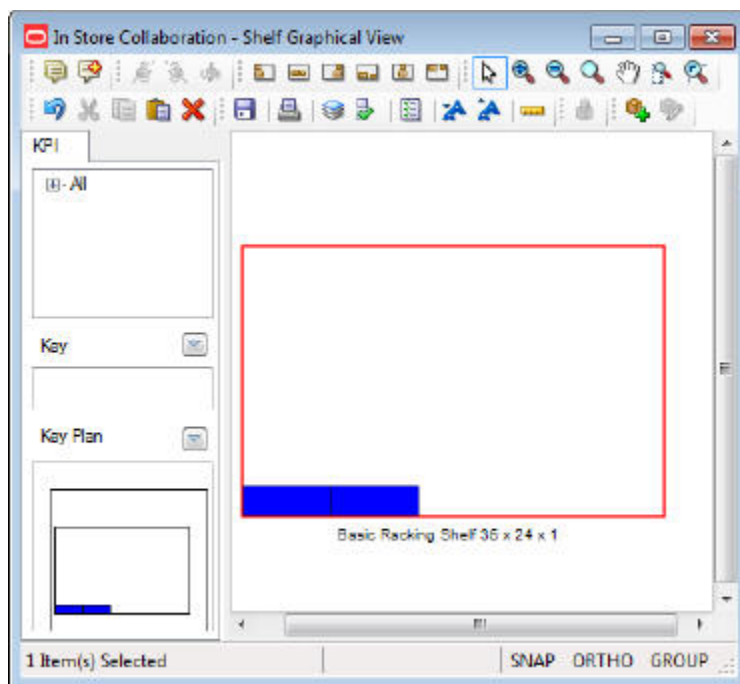 In Store Collaboration - Shelf Graphical View
KPI
All
Key
Key Plan
Basic Racking Shelf 36 x 24 x 1
1 Item(s) Selected
SNAP ORTHO GROUP